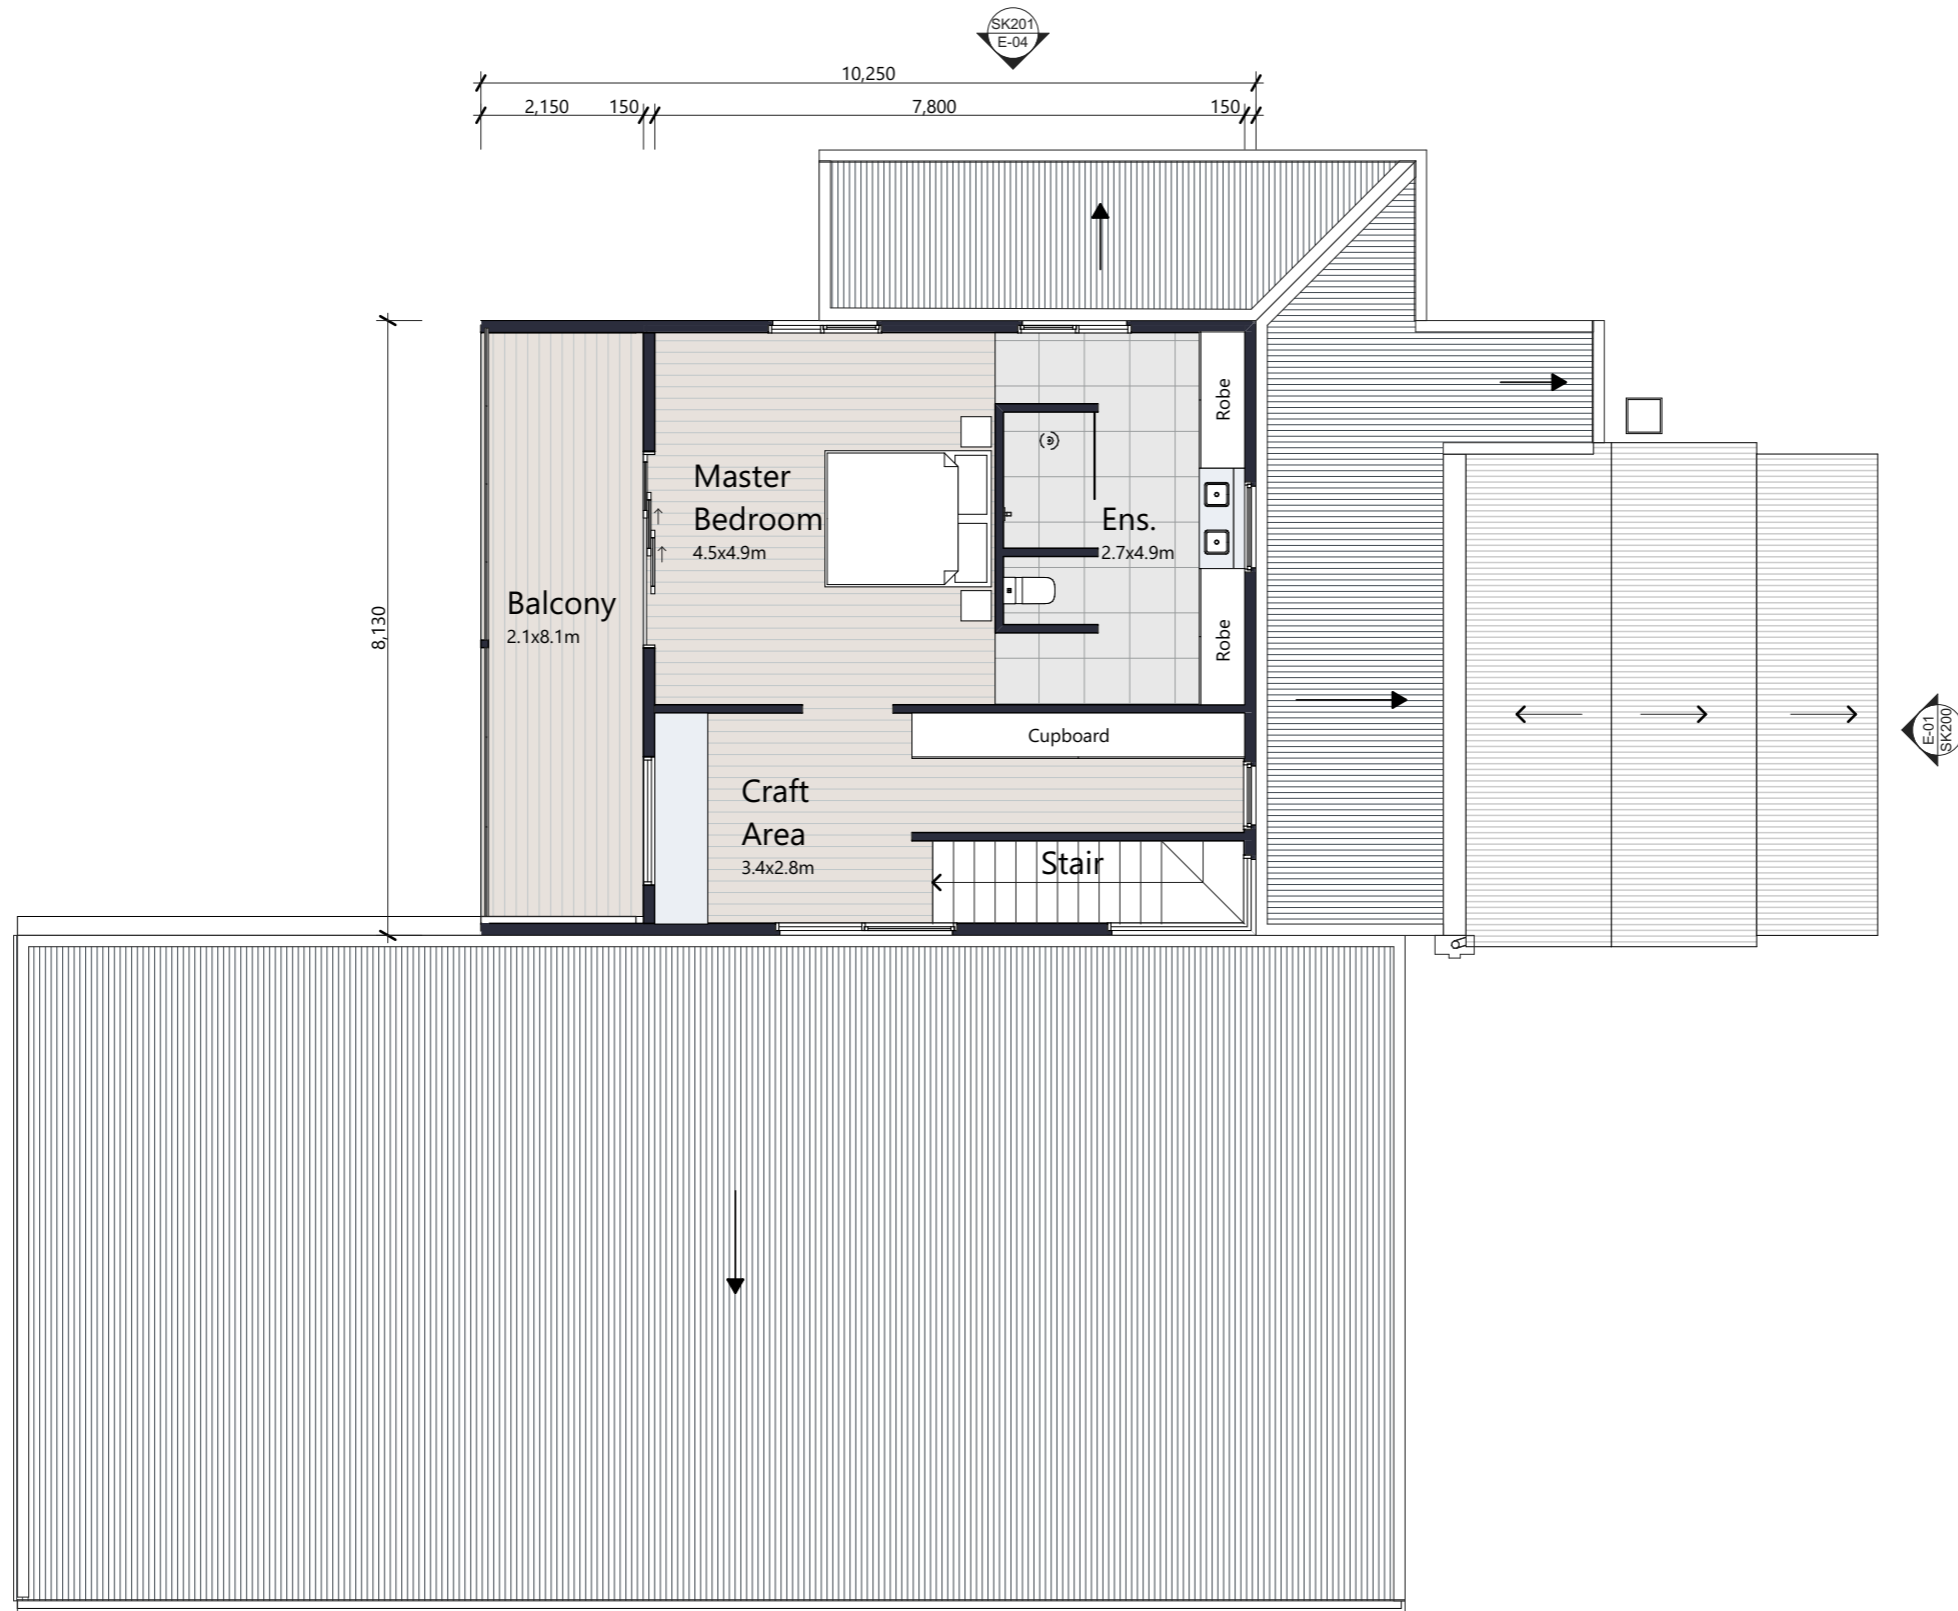 SK201
E-04
10,250
2,150
150
7,800
150
8,130
Robe
Master
Bedroom
4.5x4.9m
Ens.
2.7x4.9m
Balcony
2.1x8.1m
Robe
Cupboard
Craft
Area
3.4x2.8m
Stair
E-01
SK200